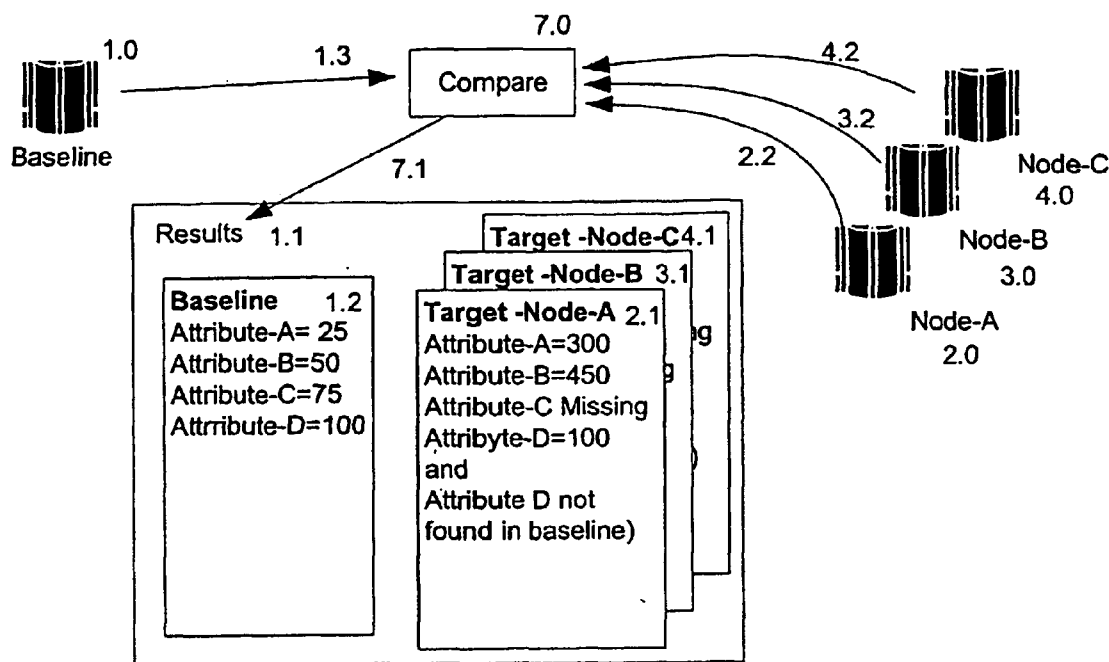 1.0
7.0
1.3
Compare
4.2
3.2
2.2
Baseline
7.1
Node-C
4.0
Node-B
3.0
Node-A
2.0
Results 1.1
Target -Node-C4.1
Target -Node-B 3.1
ng
g
)
Baseline 1.2
Attribute-A= 25
Attribute-B=50
Attribute-C=75
Attrribute-D=100
Target -Node-A 2.1
Attribute-A=300
Attribute-B=450
Attribute-C Missing
Attribyte-D=100
and
Attribute D not
found in baseline)